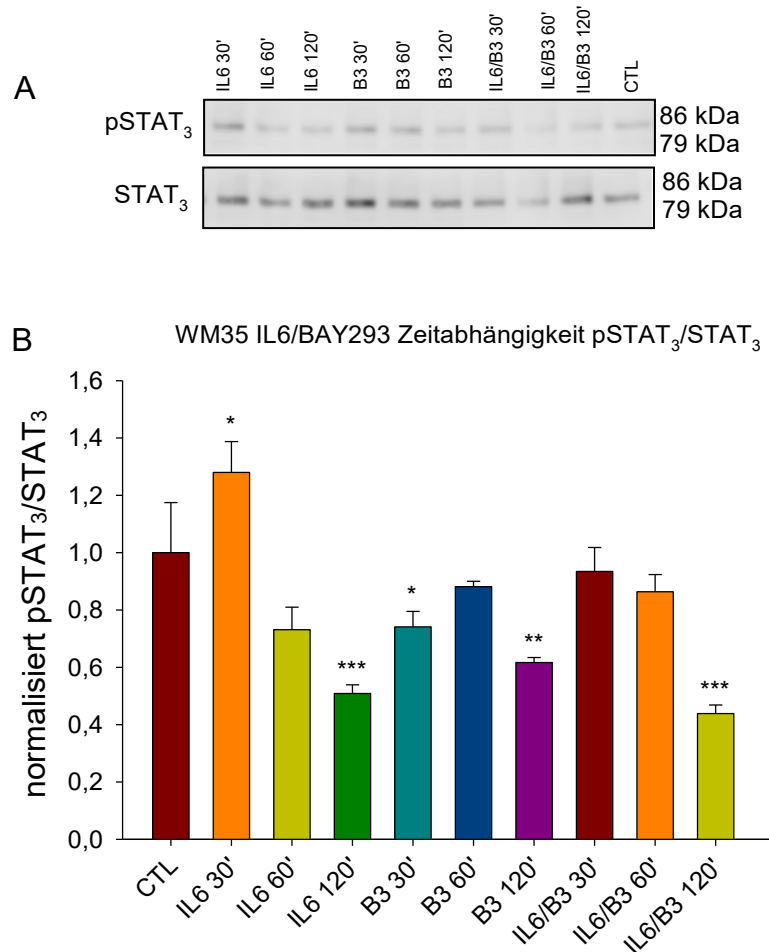 A
IL6 30'
IL6 60'
IL6 120'
B3 30'
B3 60'
B3 120'
IL6/B3 30'
IL6/B3 60'
IL6/B3 120'
CTL
pSTAT₃
86 kDa
79 kDa
STAT₃
86 kDa
79 kDa
B
WM35 IL6/BAY293 Zeitabhängigkeit pSTAT₃/STAT₃
normalisiert pSTAT₃/STAT₃
1,6
1,4
1,2
1,0
0,8
0,6
0,4
0,2
0,0
*
***
*
**
***
CTL
IL6 30'
IL6 60'
IL6 120'
B3 30'
B3 60'
B3 120'
IL6/B3 30'
IL6/B3 60'
IL6/B3 120'